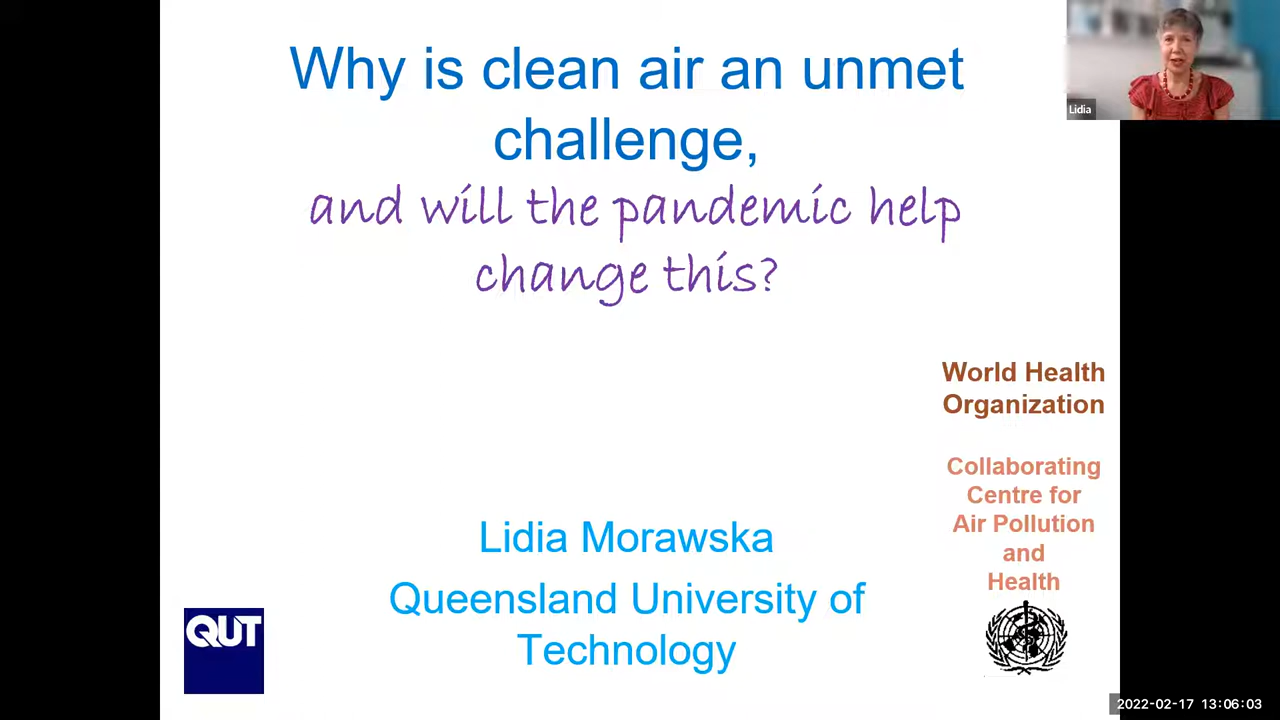 Why is clean air an unmet
challenge,
and will the pandemic help
change this?
Lidia
World Health
Organization
Collaborating
Centre for
Air Pollution
and
Health
Lidia Morawska
Queensland University of
Technology
QUT
2022-02-17 13:06:03